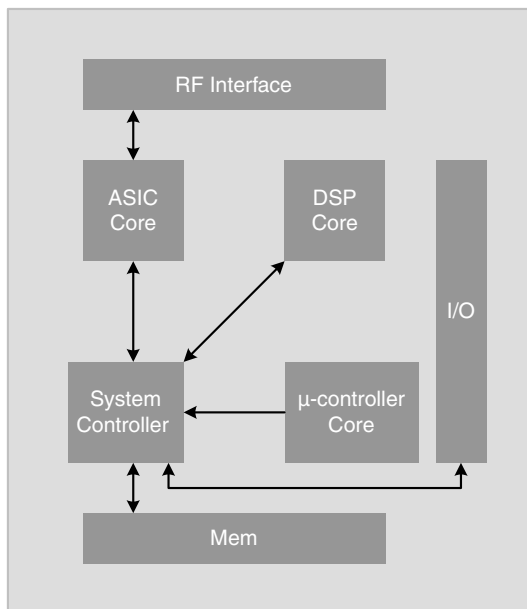 RF Interface
ASIC
Core
DSP
Core
I/O
System
Controller
μ-controller
Core
Mem